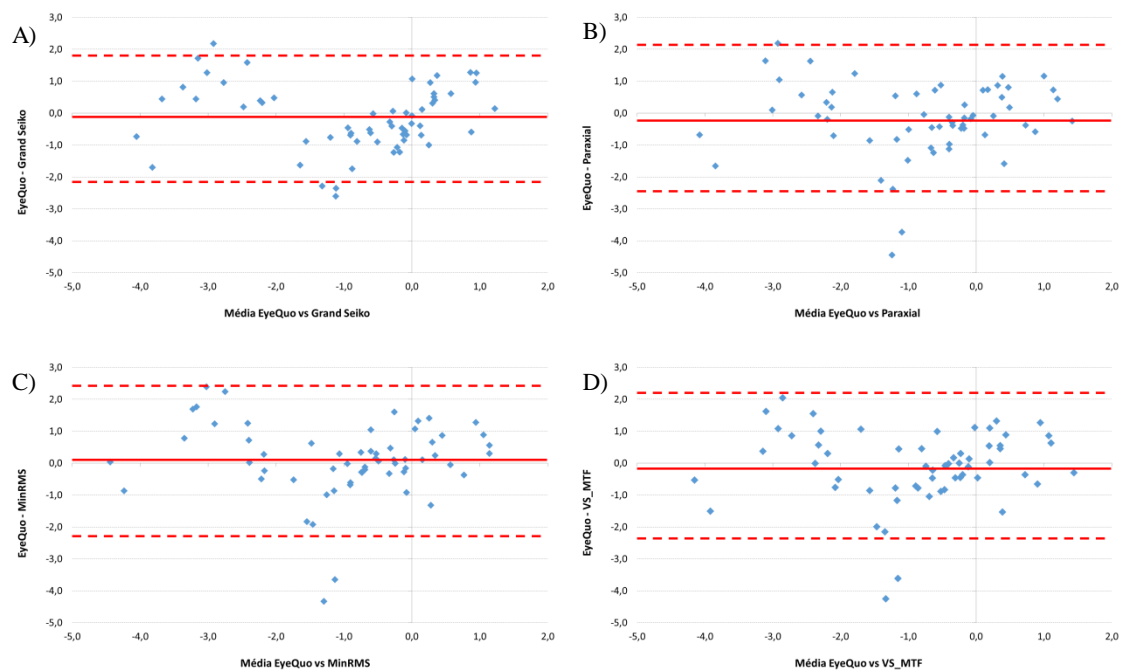 A)
3,0
2,0
1,0
0,0
-1,0
-2,0
-3,0
-4,0
-5,0
-5,0 -4,0 -3,0 -2,0 -1,0 0,0 1,0 2,0
EyeQuo - Grand Seiko
Média EyeQuo vs Grand Seiko
B)
3,0
2,0
1,0
0,0
-1,0
-2,0
-3,0
-4,0
-5,0
-5,0 -4,0 -3,0 -2,0 -1,0 0,0 1,0 2,0
EyeQuo - Paraxial
Média EyeQuo vs Paraxial
C)
3,0
2,0
1,0
0,0
-1,0
-2,0
-3,0
-4,0
-5,0
-5,0 -4,0 -3,0 -2,0 -1,0 0,0 1,0 2,0
EyeQuo - MinRMS
Média EyeQuo vs MinRMS
D)
3,0
2,0
1,0
0,0
-1,0
-2,0
-3,0
-4,0
-5,0
-5,0 -4,0 -3,0 -2,0 -1,0 0,0 1,0 2,0
EyeQuo - VS_MTF
Média EyeQuo vs VS_MTF